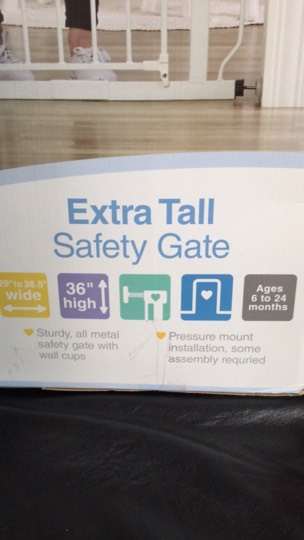 Extra Tall
Safety Gate
29" to 38.5"
wide
36"
high
Ages
6 to 24
months
Sturdy, all metal
safety gate with
wall cups
Pressure mount
installation, some
assembly requried